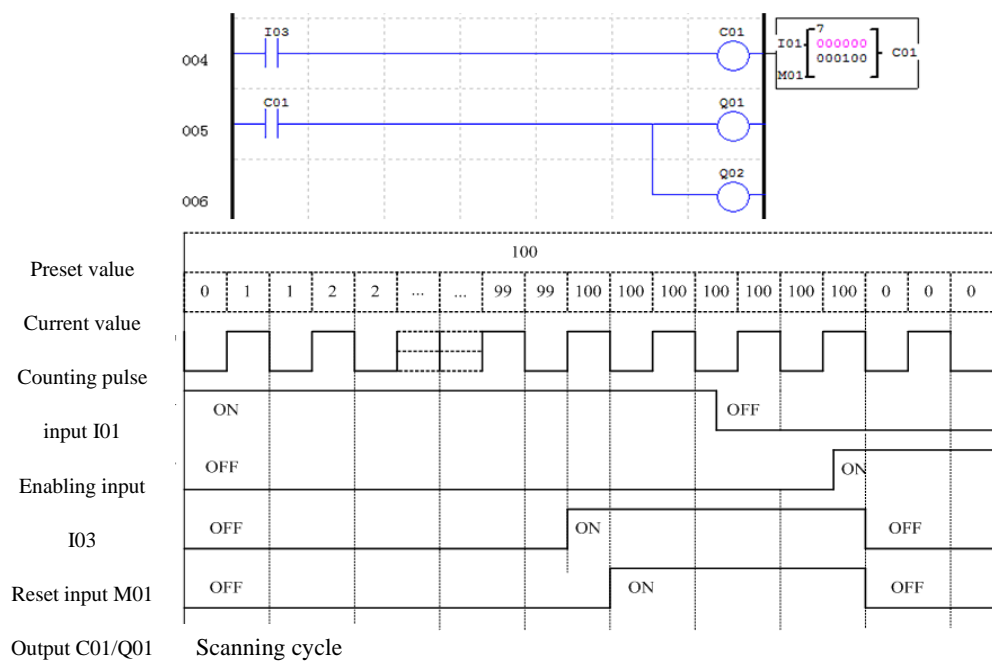 I03 C01
004
7
I01 000000 C01
000100
M01
C01 Q01
005
Q02
006
100
Preset value
0 1 1 2 2 ... ... 99 99 100 100 100 100 100 100 100 0 0 0
Current value
Counting pulse
ON OFF
input I01
OFF ON
Enabling input
OFF ON OFF
I03
OFF ON OFF
Reset input M01
Output C01/Q01 Scanning cycle